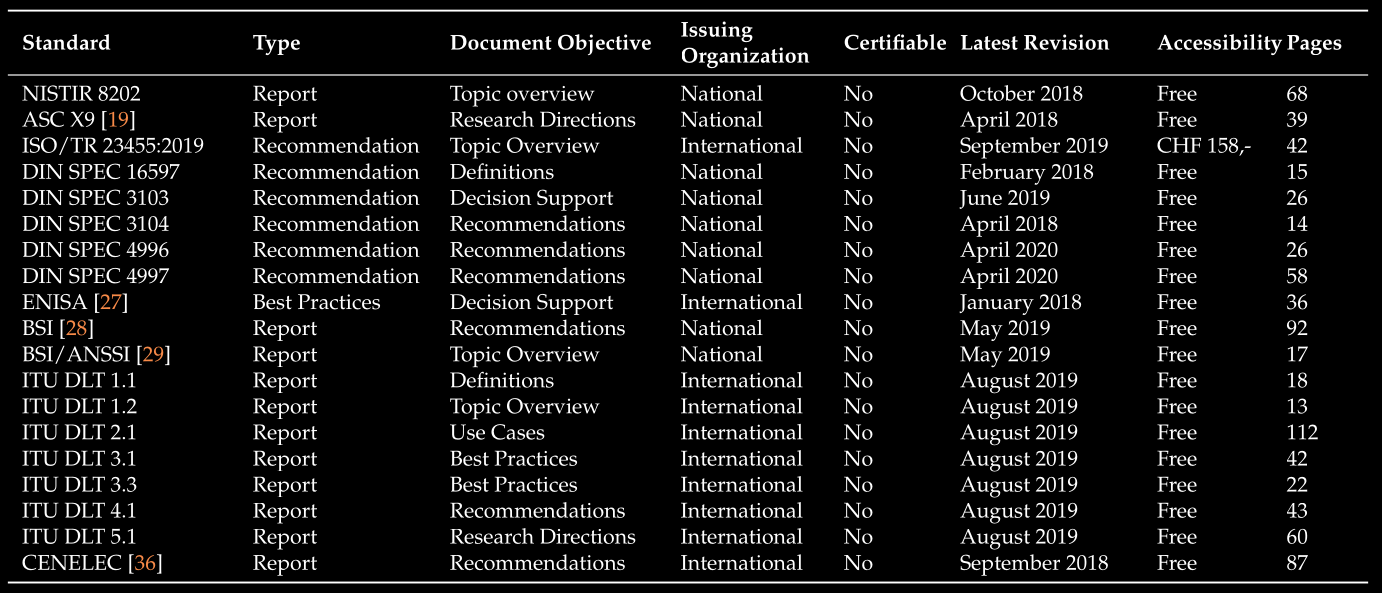 Standard Type Document Objective Issuing Organization Certifiable Latest Revision Accessibility Pages
NISTIR 8202 Report Topic overview National No October 2018 Free 68
ASC X9 [19] Report Research Directions National No April 2018 Free 39
ISO/TR 23455:2019 Recommendation Topic Overview International No September 2019 CHF 158,- 42
DIN SPEC 16597 Recommendation Definitions National No February 2018 Free 15
DIN SPEC 3103 Recommendation Decision Support National No June 2019 Free 26
DIN SPEC 3104 Recommendation Recommendations National No April 2018 Free 14
DIN SPEC 4996 Recommendation Recommendations National No April 2020 Free 26
DIN SPEC 4997 Recommendation Recommendations National No April 2020 Free 58
ENISA [27] Best Practices Decision Support International No January 2018 Free 36
BSI [28] Report Recommendations National No May 2019 Free 92
BSI/ANSSI [29] Report Topic Overview National No May 2019 Free 17
ITU DLT 1.1 Report Definitions International No August 2019 Free 18
ITU DLT 1.2 Report Topic Overview International No August 2019 Free 13
ITU DLT 2.1 Report Use Cases International No August 2019 Free 112
ITU DLT 3.1 Report Best Practices International No August 2019 Free 42
ITU DLT 3.3 Report Best Practices International No August 2019 Free 22
ITU DLT 4.1 Report Recommendations International No August 2019 Free 43
ITU DLT 5.1 Report Research Directions International No August 2019 Free 60
CENELEC [36] Report Recommendations International No September 2018 Free 87